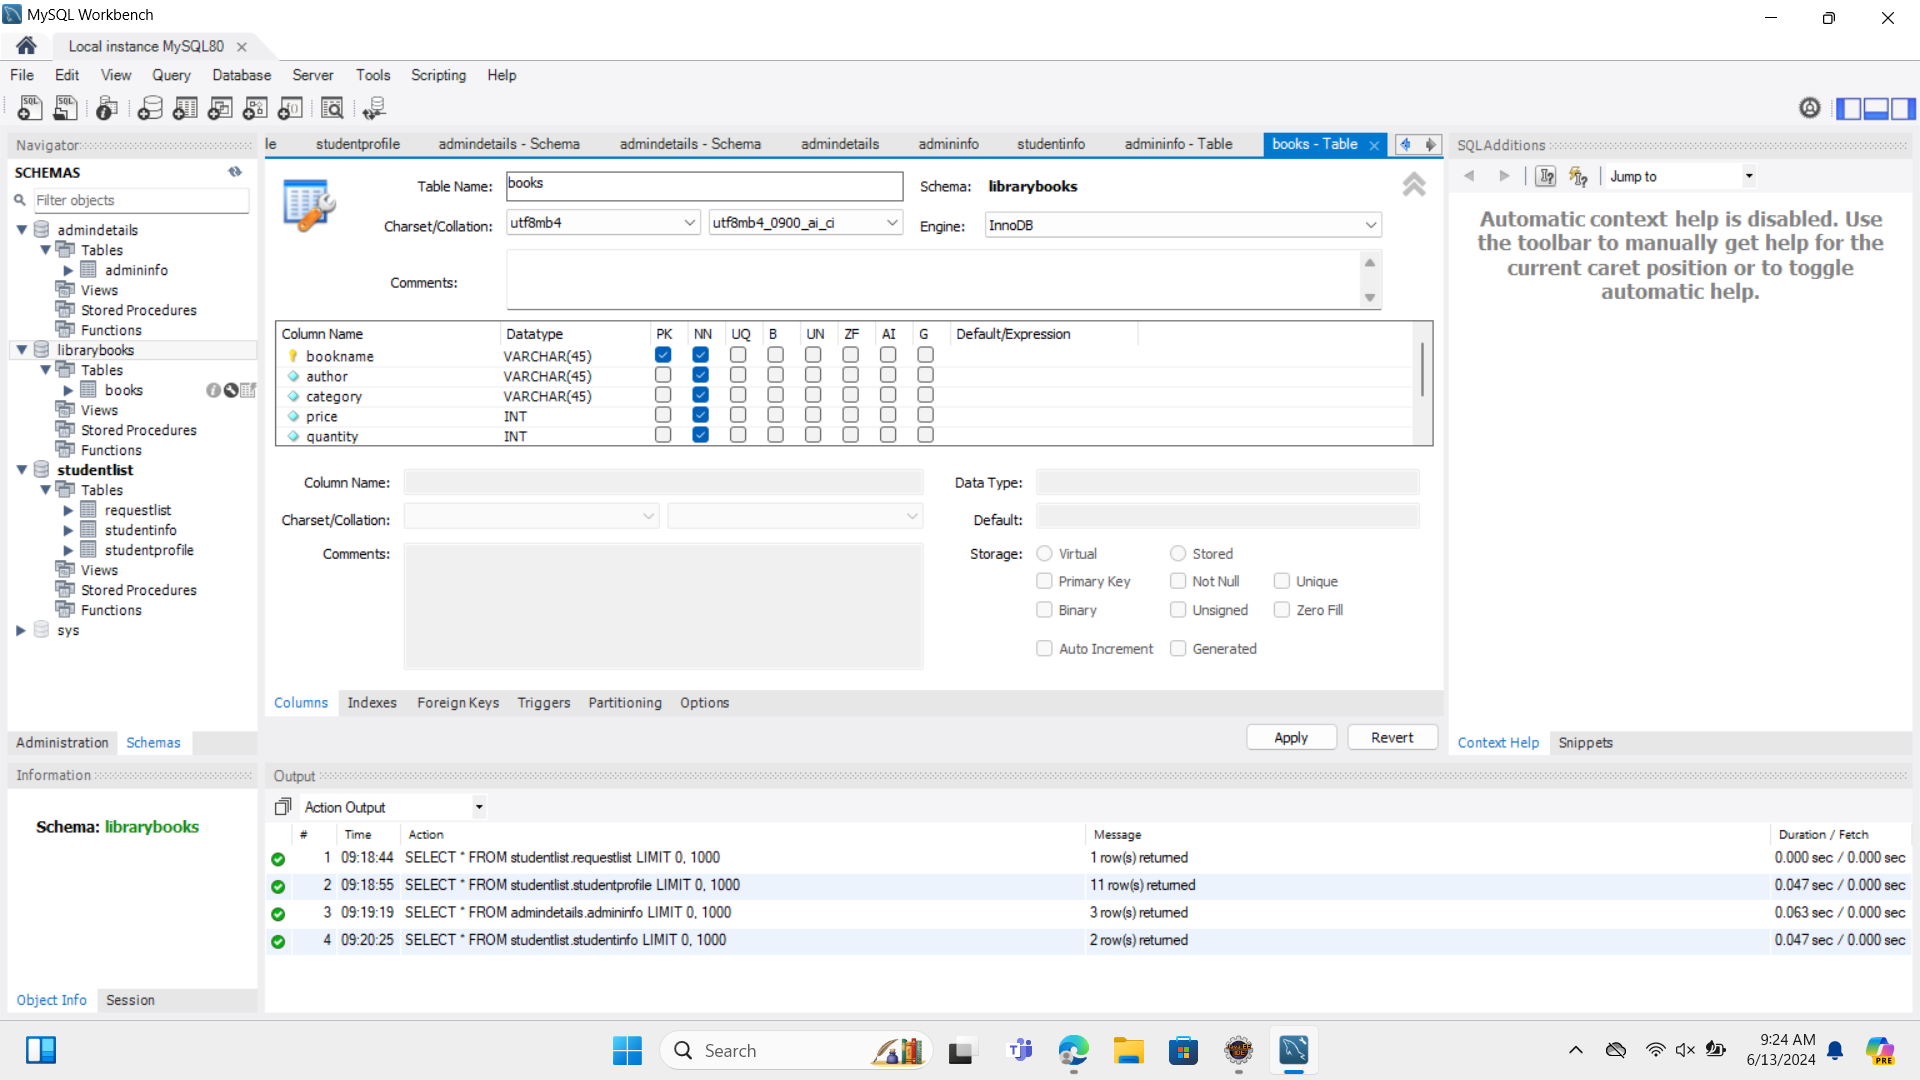 MySQL Workbench
Local instance MySQL80
File Edit View Query Database Server Tools Scripting Help
Navigator
SCHEMAS
Filter objects
admindetails
Tables
admininfo
Views
Stored Procedures
Functions
librarybooks
Tables
books
Views
Stored Procedures
Functions
studentlist
Tables
requestlist
studentinfo
studentprofile
Views
Stored Procedures
Functions
sys
Administration Schemas
Information
Schema: librarybooks
Object Info Session
le studentprofile admindetails - Schema admindetails - Schema admindetails admininfo studentinfo admininfo - Table books - Table
Table Name: books Schema: librarybooks
Charset/Collation: utf8mb4 utf8mb4_0900_ai_ci Engine: InnoDB
Comments:
Column Name Datatype PK NN UQ B UN ZF AI G Default/Expression
bookname VARCHAR(45)
author VARCHAR(45)
category VARCHAR(45)
price INT
quantity INT
Column Name: Data Type:
Charset/Collation: Default:
Comments: Storage: Virtual Stored
Primary Key Not Null Unique
Binary Unsigned Zero Fill
Auto Increment Generated
Columns Indexes Foreign Keys Triggers Partitioning Options
Apply Revert
SQLAdditions
Jump to
Automatic context help is disabled. Use
the toolbar to manually get help for the
current caret position or to toggle
automatic help.
Context Help Snippets
Output
Action Output
# Time Action Message Duration / Fetch
1 09:18:44 SELECT * FROM studentlist.requestlist LIMIT 0, 1000 1 row(s) returned 0.000 sec / 0.000 sec
2 09:18:55 SELECT * FROM studentlist.studentprofile LIMIT 0, 1000 11 row(s) returned 0.047 sec / 0.000 sec
3 09:19:19 SELECT * FROM admindetails.admininfo LIMIT 0, 1000 3 row(s) returned 0.063 sec / 0.000 sec
4 09:20:25 SELECT * FROM studentlist.studentinfo LIMIT 0, 1000 2 row(s) returned 0.047 sec / 0.000 sec
Search
9:24 AM
6/13/2024
PRE